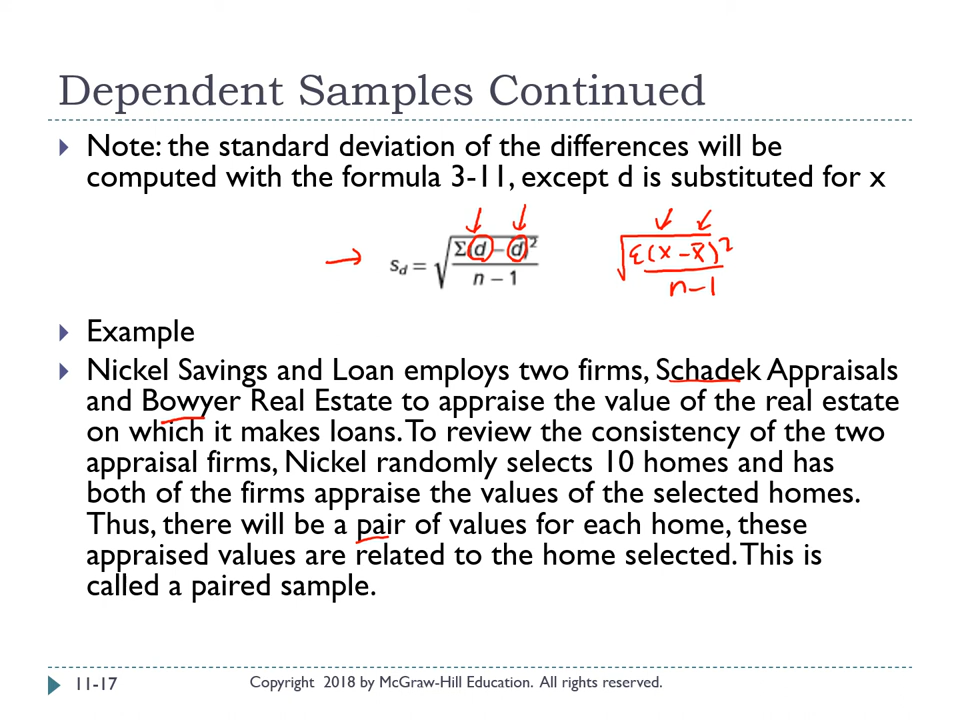 Dependent Samples Continued
Note: the standard deviation of the differences will be
computed with the formula 3-11, except d is substituted for x
s_d = √(Σ(d − d̄)² / (n − 1))
√(Σ(x − x̄)² / (n − 1))
Example
Nickel Savings and Loan employs two firms, Schadek Appraisals
and Bowyer Real Estate to appraise the value of the real estate
on which it makes loans. To review the consistency of the two
appraisal firms, Nickel randomly selects 10 homes and has
both of the firms appraise the values of the selected homes.
Thus, there will be a pair of values for each home, these
appraised values are related to the home selected. This is
called a paired sample.
11-17
Copyright 2018 by McGraw-Hill Education. All rights reserved.